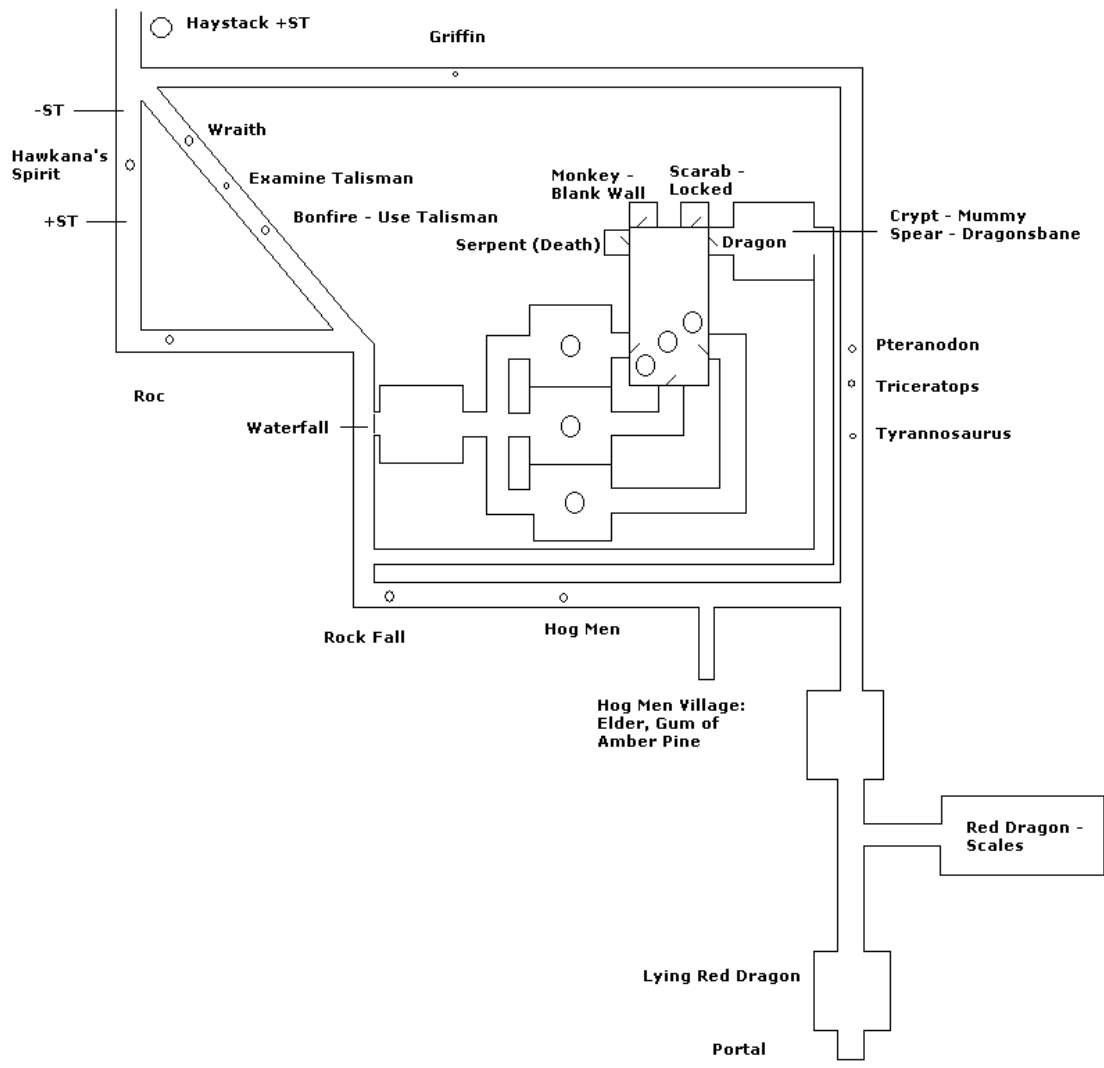 Haystack +ST
Griffin
-ST
Wraith
Hawkana's
Spirit
Examine Talisman
+ST
Bonfire - Use Talisman
Monkey -
Blank Wall
Scarab -
Locked
Serpent (Death)
Dragon
Crypt - Mummy
Spear - Dragonsbane
Pteranodon
Triceratops
Tyrannosaurus
Roc
Waterfall
Rock Fall
Hog Men
Hog Men Village:
Elder, Gum of
Amber Pine
Red Dragon -
Scales
Lying Red Dragon
Portal